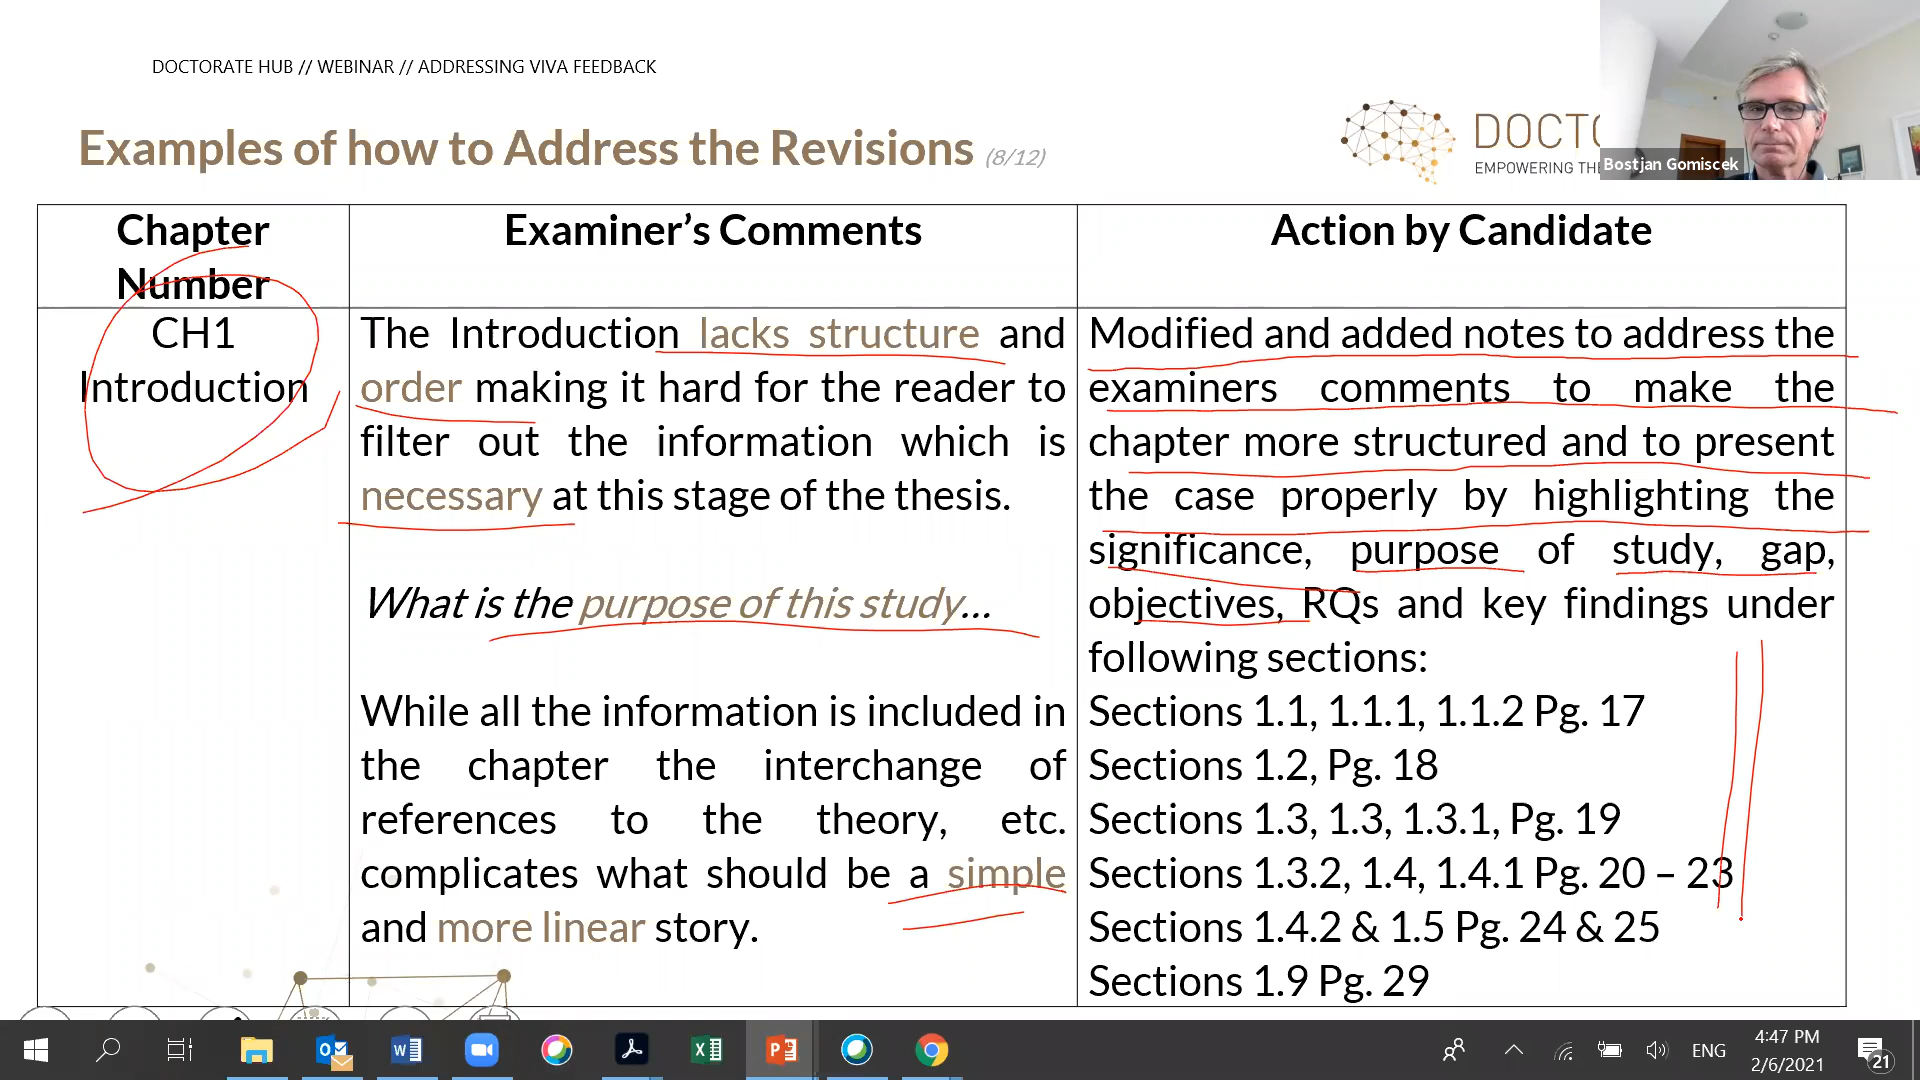 DOCTORATE HUB // WEBINAR // ADDRESSING VIVA FEEDBACK
Examples of how to Address the Revisions (8/12)
DOCTO
EMPOWERING THE
Bostjan Gomiscek
Chapter
Number
Examiner’s Comments
Action by Candidate
CH1
Introduction
The Introduction lacks structure and
order making it hard for the reader to
filter out the information which is
necessary at this stage of the thesis.
What is the purpose of this study...
While all the information is included in
the chapter the interchange of
references to the theory, etc.
complicates what should be a simple
and more linear story.
Modified and added notes to address the
examiners comments to make the
chapter more structured and to present
the case properly by highlighting the
significance, purpose of study, gap,
objectives, RQs and key findings under
following sections:
Sections 1.1, 1.1.1, 1.1.2 Pg. 17
Sections 1.2, Pg. 18
Sections 1.3, 1.3, 1.3.1, Pg. 19
Sections 1.3.2, 1.4, 1.4.1 Pg. 20 – 23
Sections 1.4.2 & 1.5 Pg. 24 & 25
Sections 1.9 Pg. 29
ENG
4:47 PM
2/6/2021
21